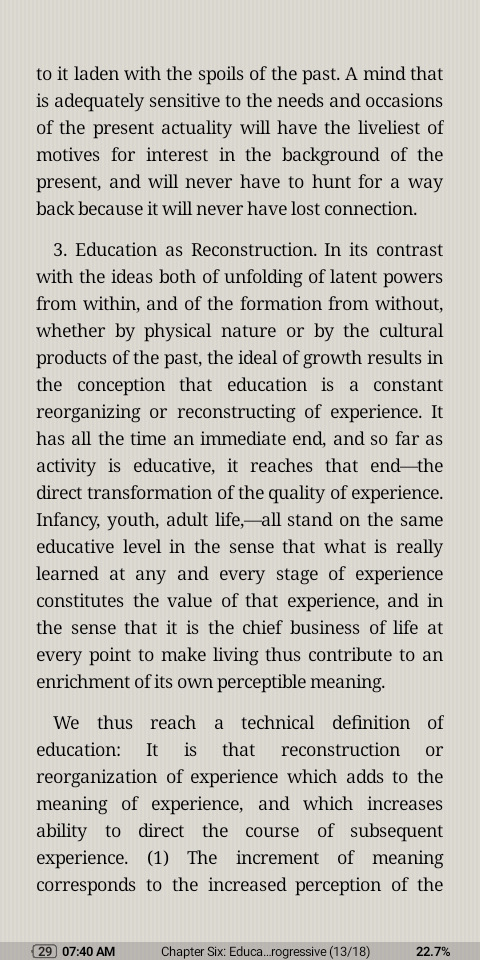 to it laden with the spoils of the past. A mind that
is adequately sensitive to the needs and occasions
of the present actuality will have the liveliest of
motives for interest in the background of the
present, and will never have to hunt for a way
back because it will never have lost connection.
3. Education as Reconstruction. In its contrast
with the ideas both of unfolding of latent powers
from within, and of the formation from without,
whether by physical nature or by the cultural
products of the past, the ideal of growth results in
the conception that education is a constant
reorganizing or reconstructing of experience. It
has all the time an immediate end, and so far as
activity is educative, it reaches that end—the
direct transformation of the quality of experience.
Infancy, youth, adult life,—all stand on the same
educative level in the sense that what is really
learned at any and every stage of experience
constitutes the value of that experience, and in
the sense that it is the chief business of life at
every point to make living thus contribute to an
enrichment of its own perceptible meaning.
We thus reach a technical definition of
education: It is that reconstruction or
reorganization of experience which adds to the
meaning of experience, and which increases
ability to direct the course of subsequent
experience. (1) The increment of meaning
corresponds to the increased perception of the
29 07:40 AM Chapter Six: Educa...rogressive (13/18) 22.7%